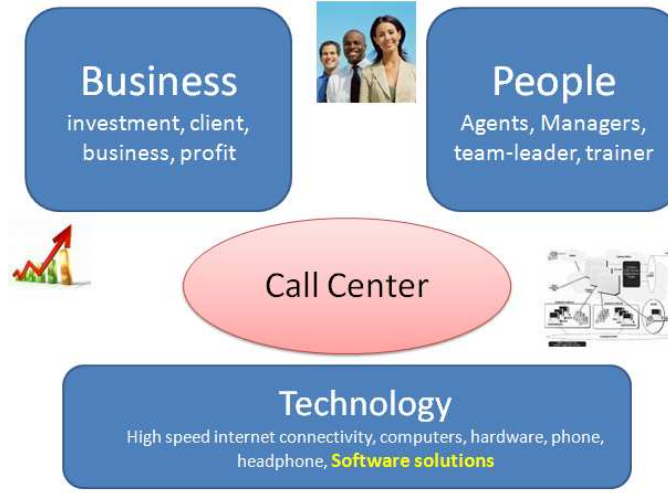 Business
investment, client,
business, profit
People
Agents, Managers,
team-leader, trainer
Call Center
Technology
High speed internet connectivity, computers, hardware, phone,
headphone, Software solutions